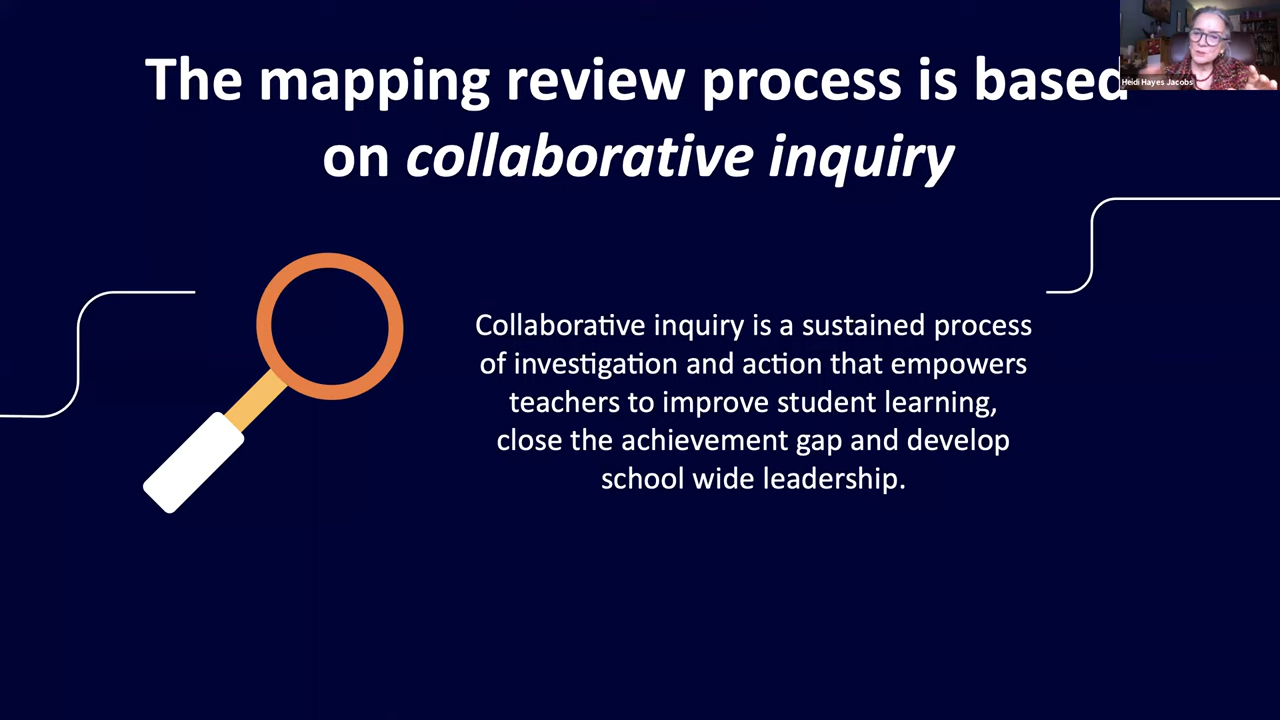 The mapping review process is based
on collaborative inquiry
Heidi Hayes Jacobs
Collaborative inquiry is a sustained process
of investigation and action that empowers
teachers to improve student learning,
close the achievement gap and develop
school wide leadership.